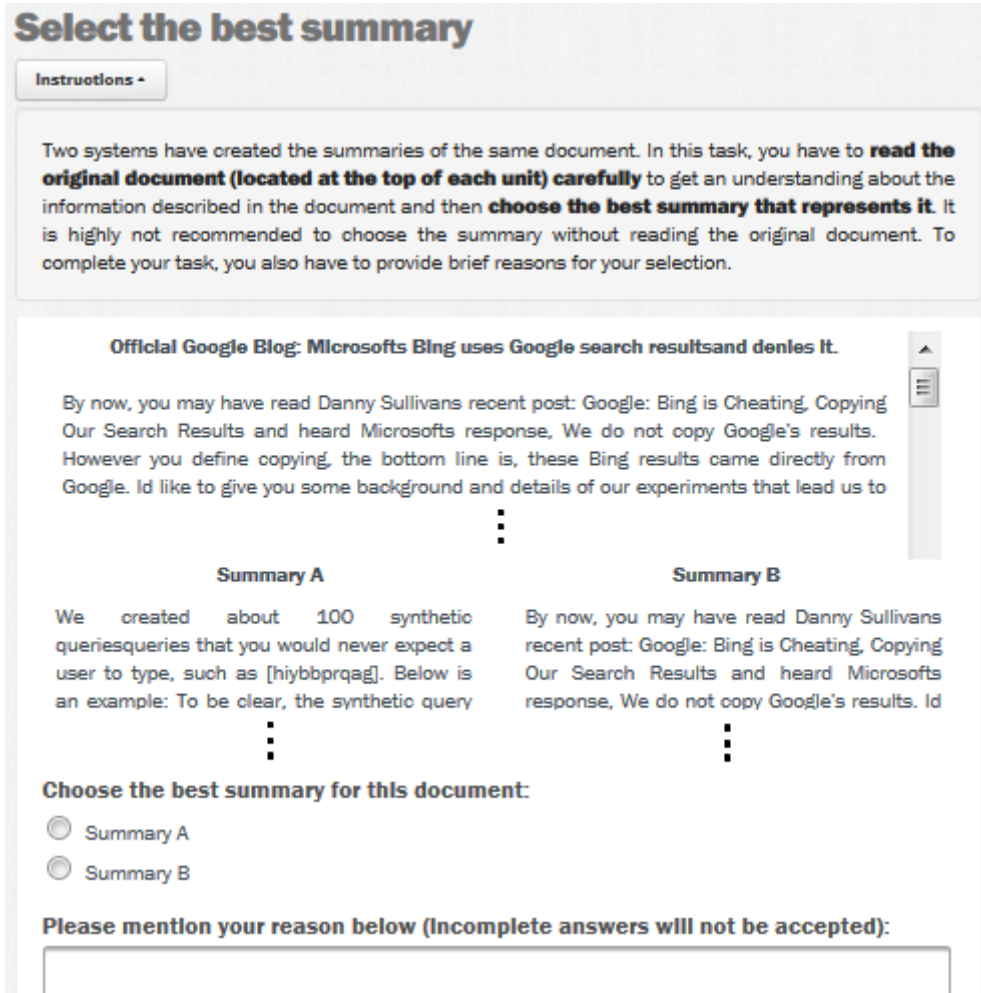 Select the best summary
Instructions
Two systems have created the summaries of the same document. In this task, you have to read the
original document (located at the top of each unit) carefully to get an understanding about the
information described in the document and then choose the best summary that represents it. It
is highly not recommended to choose the summary without reading the original document. To
complete your task, you also have to provide brief reasons for your selection.
Official Google Blog: Microsofts Bing uses Google search resultsand denies it.
By now, you may have read Danny Sullivans recent post: Google: Bing is Cheating, Copying
Our Search Results and heard Microsofts response, We do not copy Google's results.
However you define copying, the bottom line is, these Bing results came directly from
Google. Id like to give you some background and details of our experiments that lead us to
Summary A
We created about 100 synthetic
queriesqueries that you would never expect a
user to type, such as [hiybbprqag]. Below is
an example: To be clear, the synthetic query
Summary B
By now, you may have read Danny Sullivans
recent post: Google: Bing is Cheating, Copying
Our Search Results and heard Microsofts
response, We do not copy Google's results. Id
Choose the best summary for this document:
Summary A
Summary B
Please mention your reason below (Incomplete answers will not be accepted):